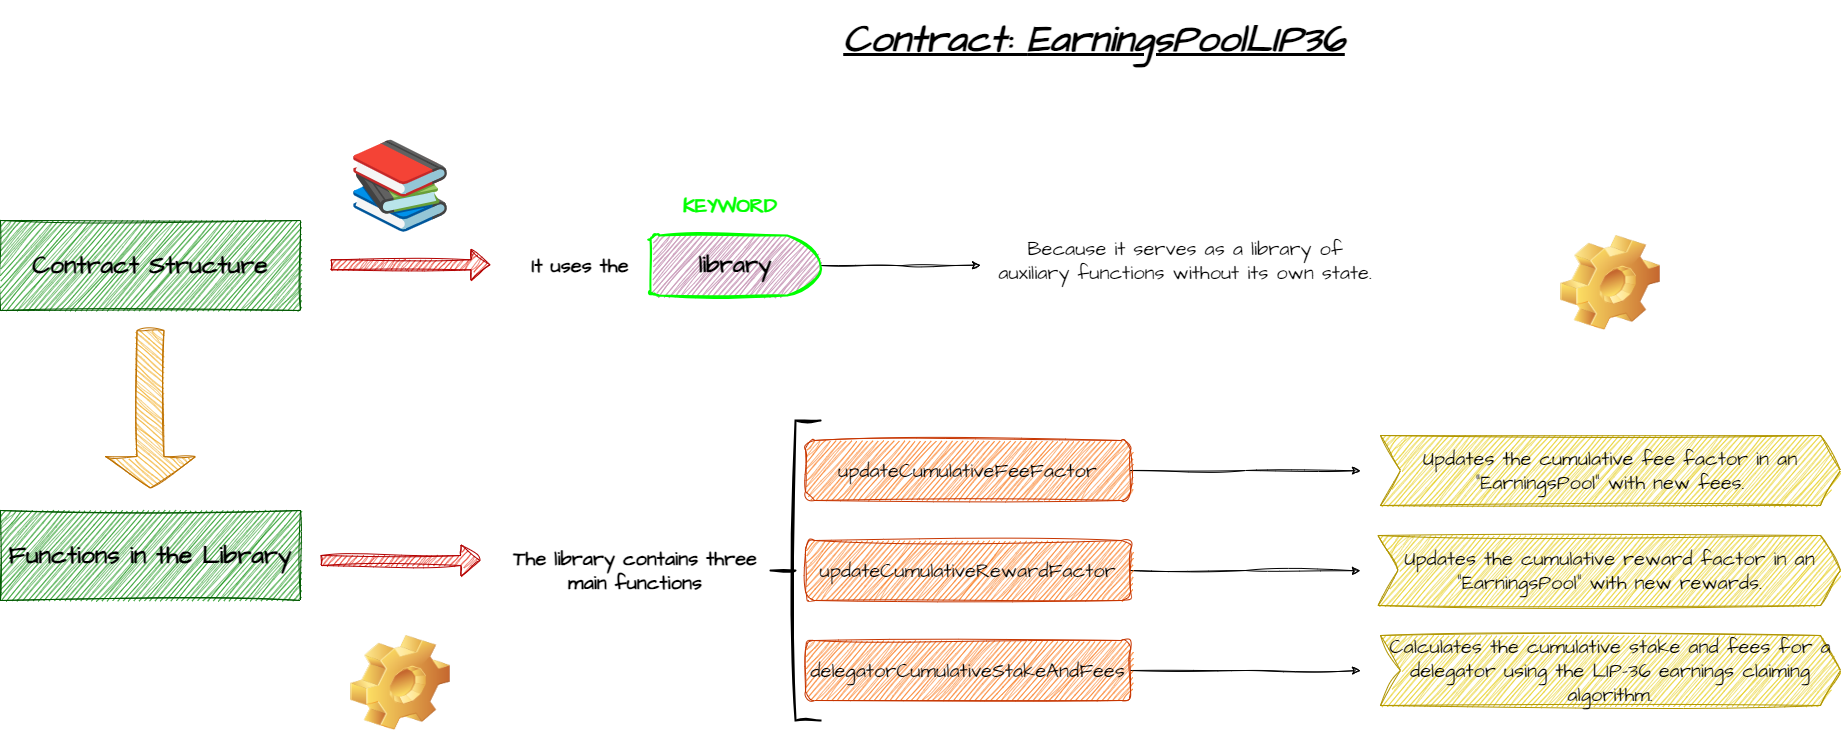 Contract: EarningsPoolLIP36
KEYWORD
Contract Structure
It uses the
library
Because it serves as a library of
auxiliary functions without its own state.
Functions in the Library
The library contains three
main functions
updateCumulativeFeeFactor
Updates the cumulative fee factor in an
"EarningsPool" with new fees.
updateCumulativeRewardFactor
Updates the cumulative reward factor in an
"EarningsPool" with new rewards.
delegatorCumulativeStakeAndFees
Calculates the cumulative stake and fees for a
delegator using the LIP-36 earnings claiming
algorithm.